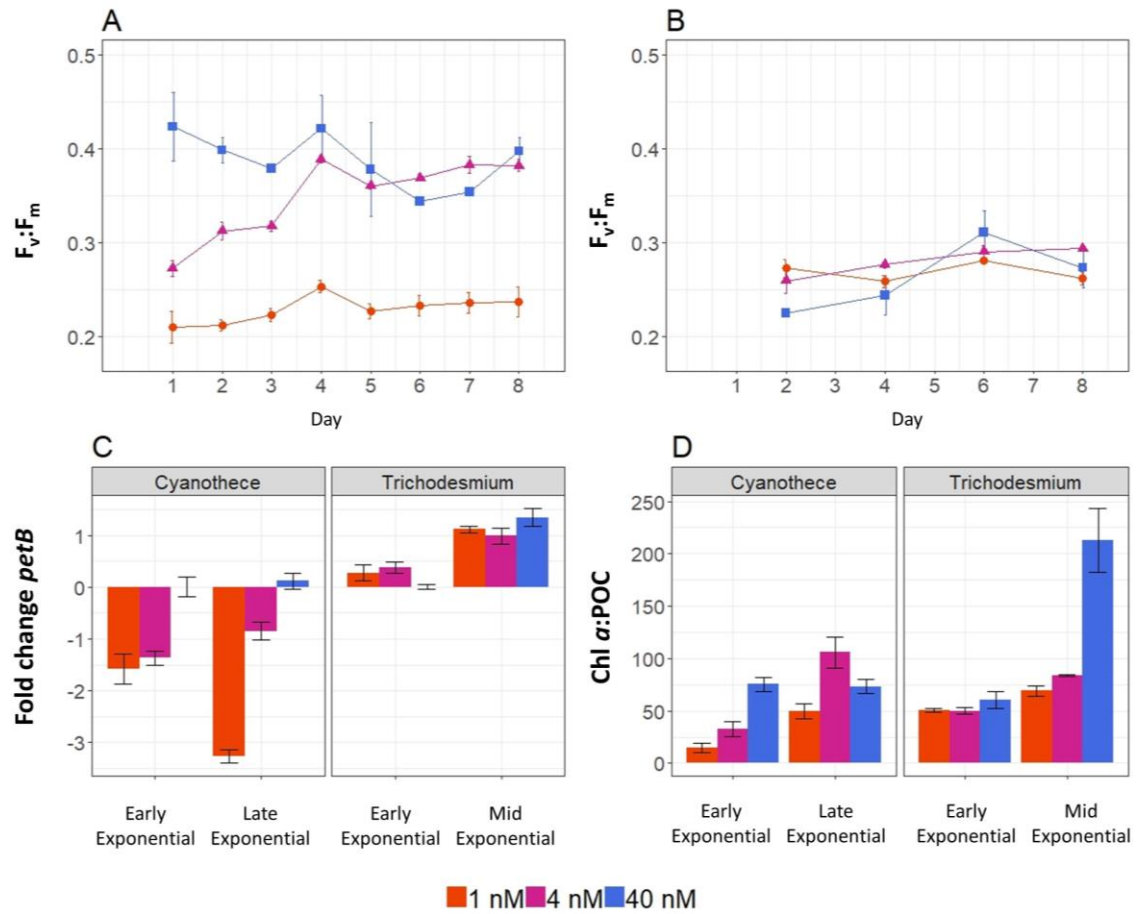 A
0.5
0.4
0.3
0.2
Fv:Fm
1 2 3 4 5 6 7 8
Day
B
0.5
0.4
0.3
0.2
Fv:Fm
1 2 3 4 5 6 7 8
Day
C
Cyanothece Trichodesmium
1
0
-1
-2
-3
Fold change petB
Early Late Early Mid
Exponential Exponential Exponential Exponential
D
Cyanothece Trichodesmium
250
200
150
100
50
0
Chl a:POC
Early Late Early Mid
Exponential Exponential Exponential Exponential
1 nM 4 nM 40 nM